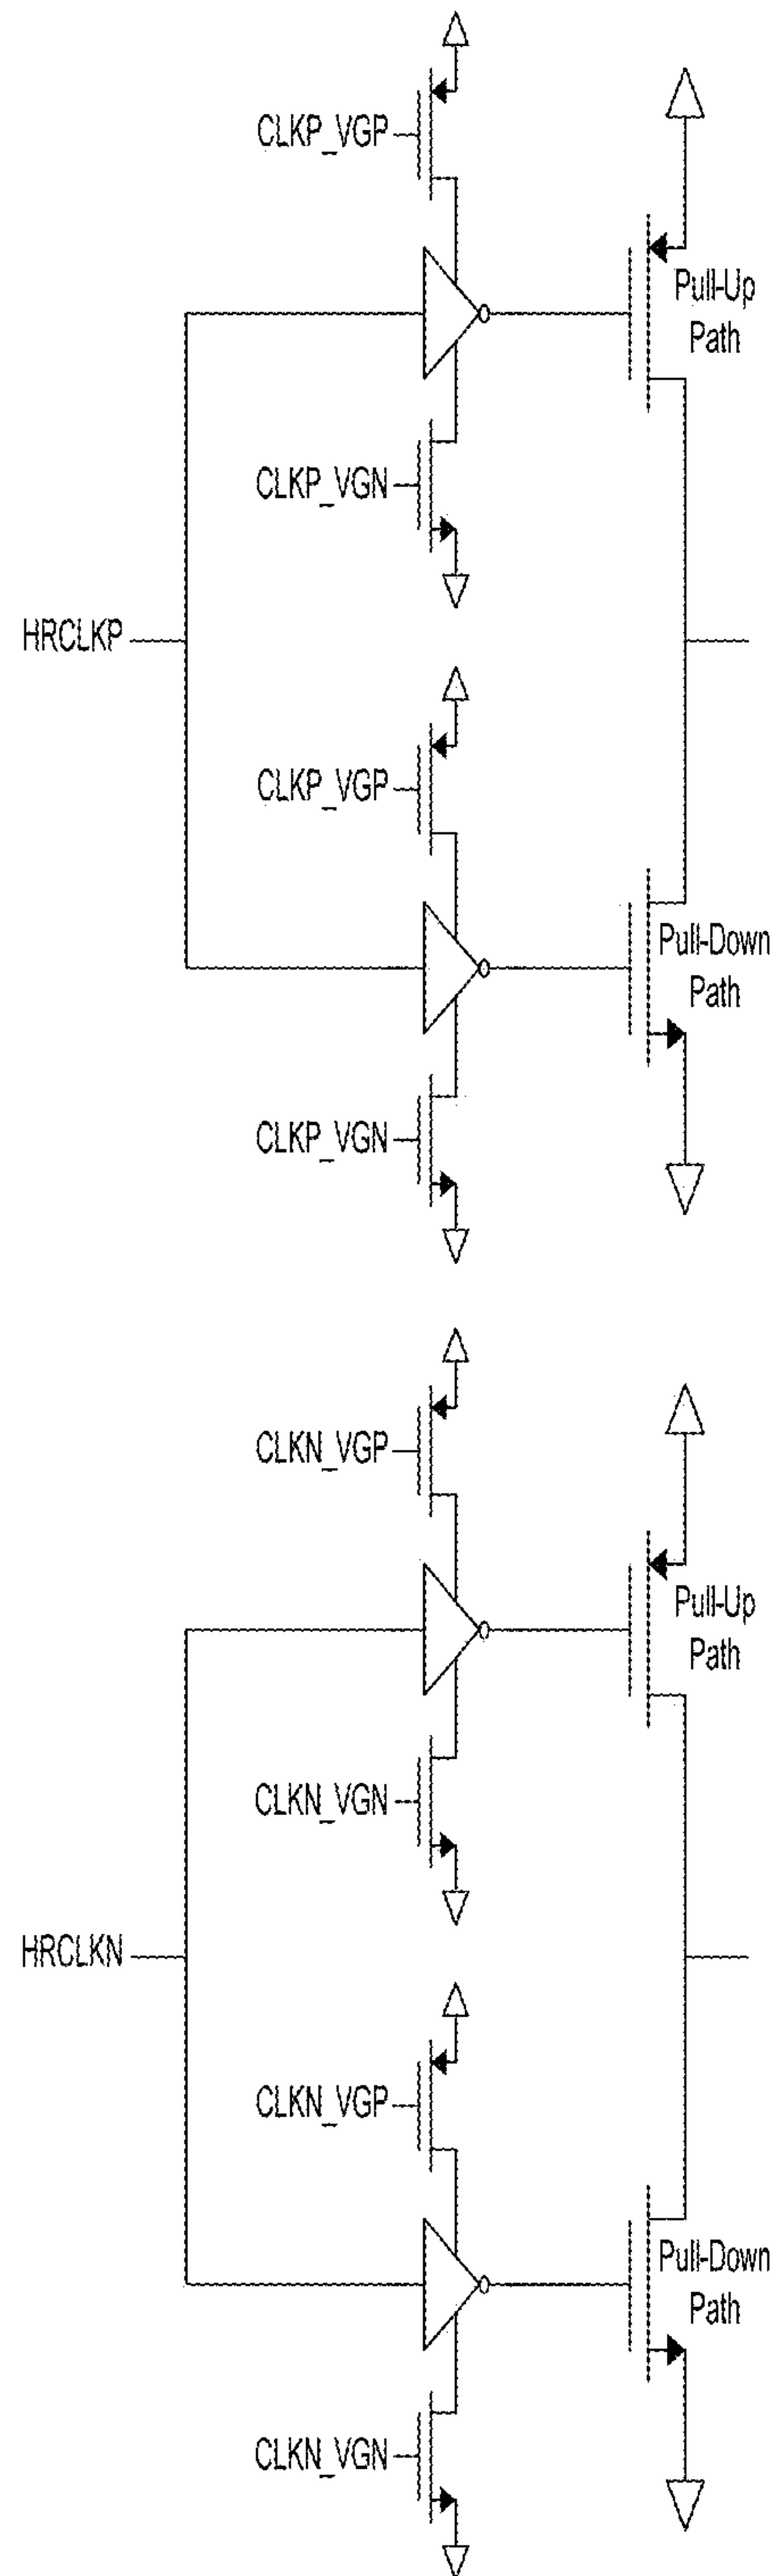 CLKP_VGP
Pull-Up
Path
CLKP_VGN
HRCLKP
CLKP_VGP
Pull-Down
Path
CLKP_VGN
CLKN_VGP
Pull-Up
Path
CLKN_VGN
HRCLKN
CLKN_VGP
Pull-Down
Path
CLKN_VGN